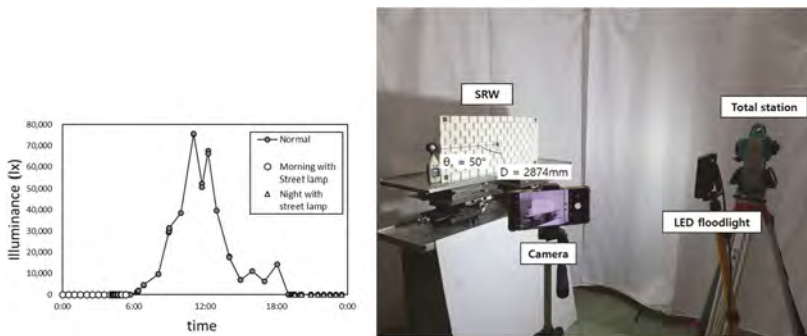 80,000
70,000
60,000
50,000
40,000
30,000
20,000
10,000
0
Illuminance (lx)
0:00
6:00
12:00
18:00
0:00
time
Normal
Morning with
Street lamp
Night with
street lamp
SRW
Total station
θᵥ = 50°
D = 2874mm
LED floodlight
Camera